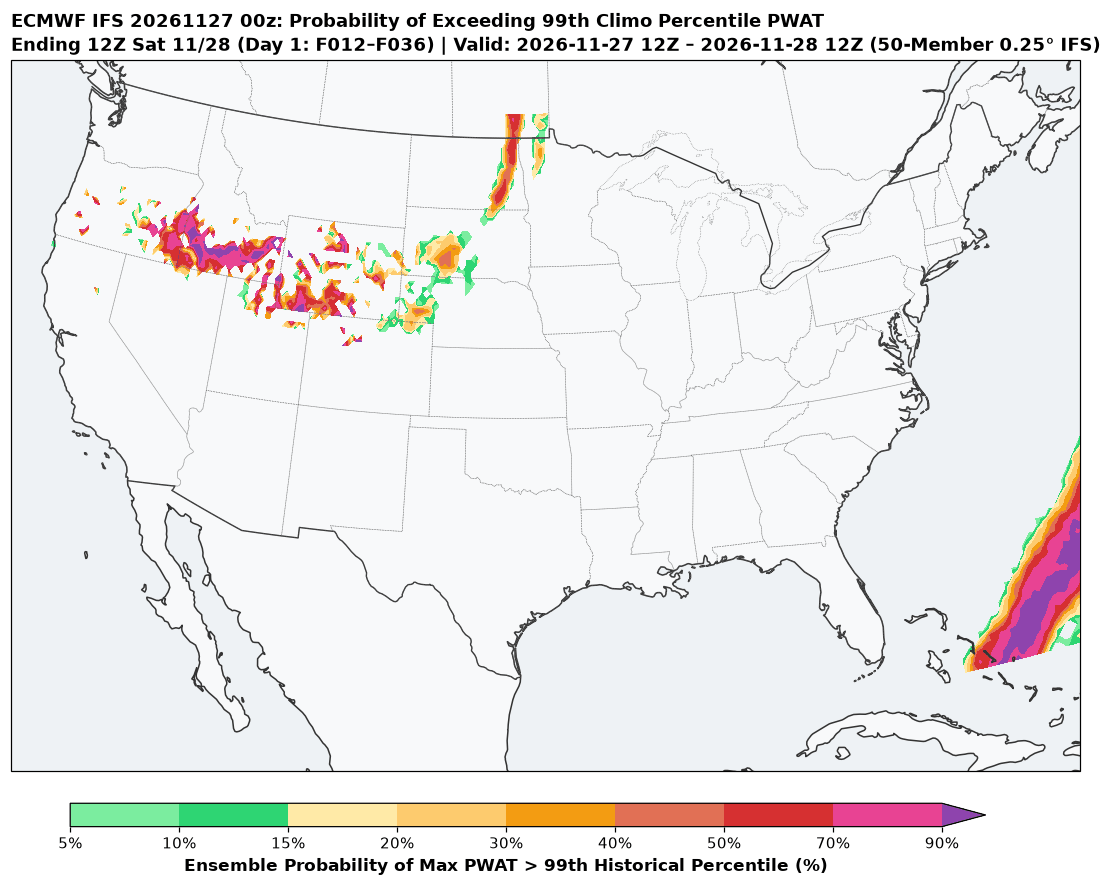 ECMWF IFS 20261127 00z: Probability of Exceeding 99th Climo Percentile PWAT
Ending 12Z Sat 11/28 (Day 1: F012–F036) | Valid: 2026-11-27 12Z – 2026-11-28 12Z (50-Member 0.25° IFS)
5% 10% 15% 20% 30% 40% 50% 70% 90%
Ensemble Probability of Max PWAT > 99th Historical Percentile (%)